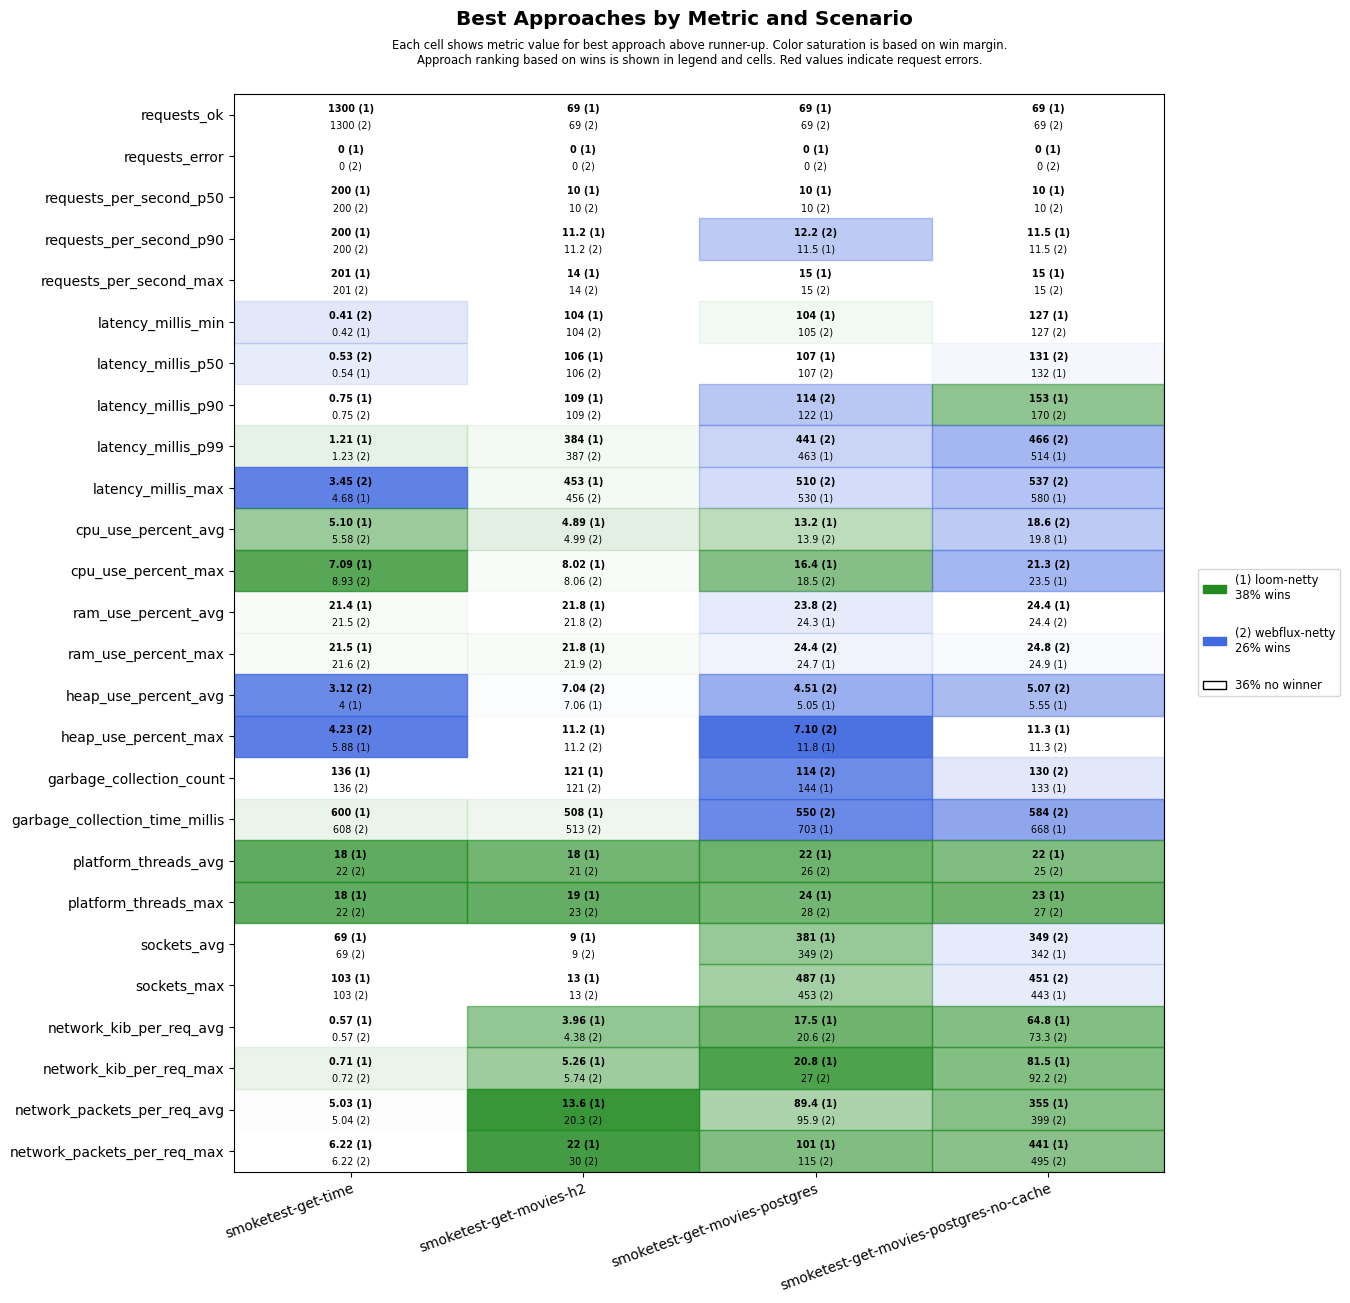 Best Approaches by Metric and Scenario
Each cell shows metric value for best approach above runner-up. Color saturation is based on win margin.
Approach ranking based on wins is shown in legend and cells. Red values indicate request errors.
requests_ok
1300 (1) 69 (1) 69 (1) 69 (1)
1300 (2) 69 (2) 69 (2) 69 (2)
requests_error
0 (1) 0 (1) 0 (1) 0 (1)
0 (2) 0 (2) 0 (2) 0 (2)
requests_per_second_p50
200 (1) 10 (1) 10 (1) 10 (1)
200 (2) 10 (2) 10 (2) 10 (2)
requests_per_second_p90
200 (1) 11.2 (1) 12.2 (2) 11.5 (1)
200 (2) 11.2 (2) 11.5 (1) 11.5 (2)
requests_per_second_max
201 (1) 14 (1) 15 (1) 15 (1)
201 (2) 14 (2) 15 (2) 15 (2)
latency_millis_min
0.41 (2) 104 (1) 104 (1) 127 (1)
0.42 (1) 104 (2) 105 (2) 127 (2)
latency_millis_p50
0.53 (2) 106 (1) 107 (1) 131 (2)
0.54 (1) 106 (2) 107 (2) 132 (1)
latency_millis_p90
0.75 (1) 109 (1) 114 (2) 153 (1)
0.75 (2) 109 (2) 122 (1) 170 (2)
latency_millis_p99
1.21 (1) 384 (1) 441 (2) 466 (2)
1.23 (2) 387 (2) 463 (1) 514 (1)
latency_millis_max
3.45 (2) 453 (1) 510 (2) 537 (2)
4.68 (1) 456 (2) 530 (1) 580 (1)
cpu_use_percent_avg
5.10 (1) 4.89 (1) 13.2 (1) 18.6 (2)
5.58 (2) 4.99 (2) 13.9 (2) 19.8 (1)
cpu_use_percent_max
7.09 (1) 8.02 (1) 16.4 (1) 21.3 (2)
8.93 (2) 8.06 (2) 18.5 (2) 23.5 (1)
ram_use_percent_avg
21.4 (1) 21.8 (1) 23.8 (2) 24.4 (1)
21.5 (2) 21.8 (2) 24.3 (1) 24.4 (2)
ram_use_percent_max
21.5 (1) 21.8 (1) 24.4 (2) 24.8 (2)
21.6 (2) 21.9 (2) 24.7 (1) 24.9 (1)
heap_use_percent_avg
3.12 (2) 7.04 (2) 4.51 (2) 5.07 (2)
4 (1) 7.06 (1) 5.05 (1) 5.55 (1)
heap_use_percent_max
4.23 (2) 11.2 (1) 7.10 (2) 11.3 (1)
5.88 (1) 11.2 (2) 11.8 (1) 11.3 (2)
garbage_collection_count
136 (1) 121 (1) 114 (2) 130 (2)
136 (2) 121 (2) 144 (1) 133 (1)
garbage_collection_time_millis
600 (1) 508 (1) 550 (2) 584 (2)
608 (2) 513 (2) 703 (1) 668 (1)
platform_threads_avg
18 (1) 18 (1) 22 (1) 22 (1)
22 (2) 21 (2) 26 (2) 25 (2)
platform_threads_max
18 (1) 19 (1) 24 (1) 23 (1)
22 (2) 23 (2) 28 (2) 27 (2)
sockets_avg
69 (1) 9 (1) 381 (1) 349 (2)
69 (2) 9 (2) 349 (2) 342 (1)
sockets_max
103 (1) 13 (1) 487 (1) 451 (2)
103 (2) 13 (2) 453 (2) 443 (1)
network_kib_per_req_avg
0.57 (1) 3.96 (1) 17.5 (1) 64.8 (1)
0.57 (2) 4.38 (2) 20.6 (2) 73.3 (2)
network_kib_per_req_max
0.71 (1) 5.26 (1) 20.8 (1) 81.5 (1)
0.72 (2) 5.74 (2) 27 (2) 92.2 (2)
network_packets_per_req_avg
5.03 (1) 13.6 (1) 89.4 (1) 355 (1)
5.04 (2) 20.3 (2) 95.9 (2) 399 (2)
network_packets_per_req_max
6.22 (1) 22 (1) 101 (1) 441 (1)
6.22 (2) 30 (2) 115 (2) 495 (2)
smoketest-get-time
smoketest-get-movies-h2
smoketest-get-movies-postgres
smoketest-get-movies-postgres-no-cache
(1) loom-netty
38% wins
(2) webflux-netty
26% wins
36% no winner